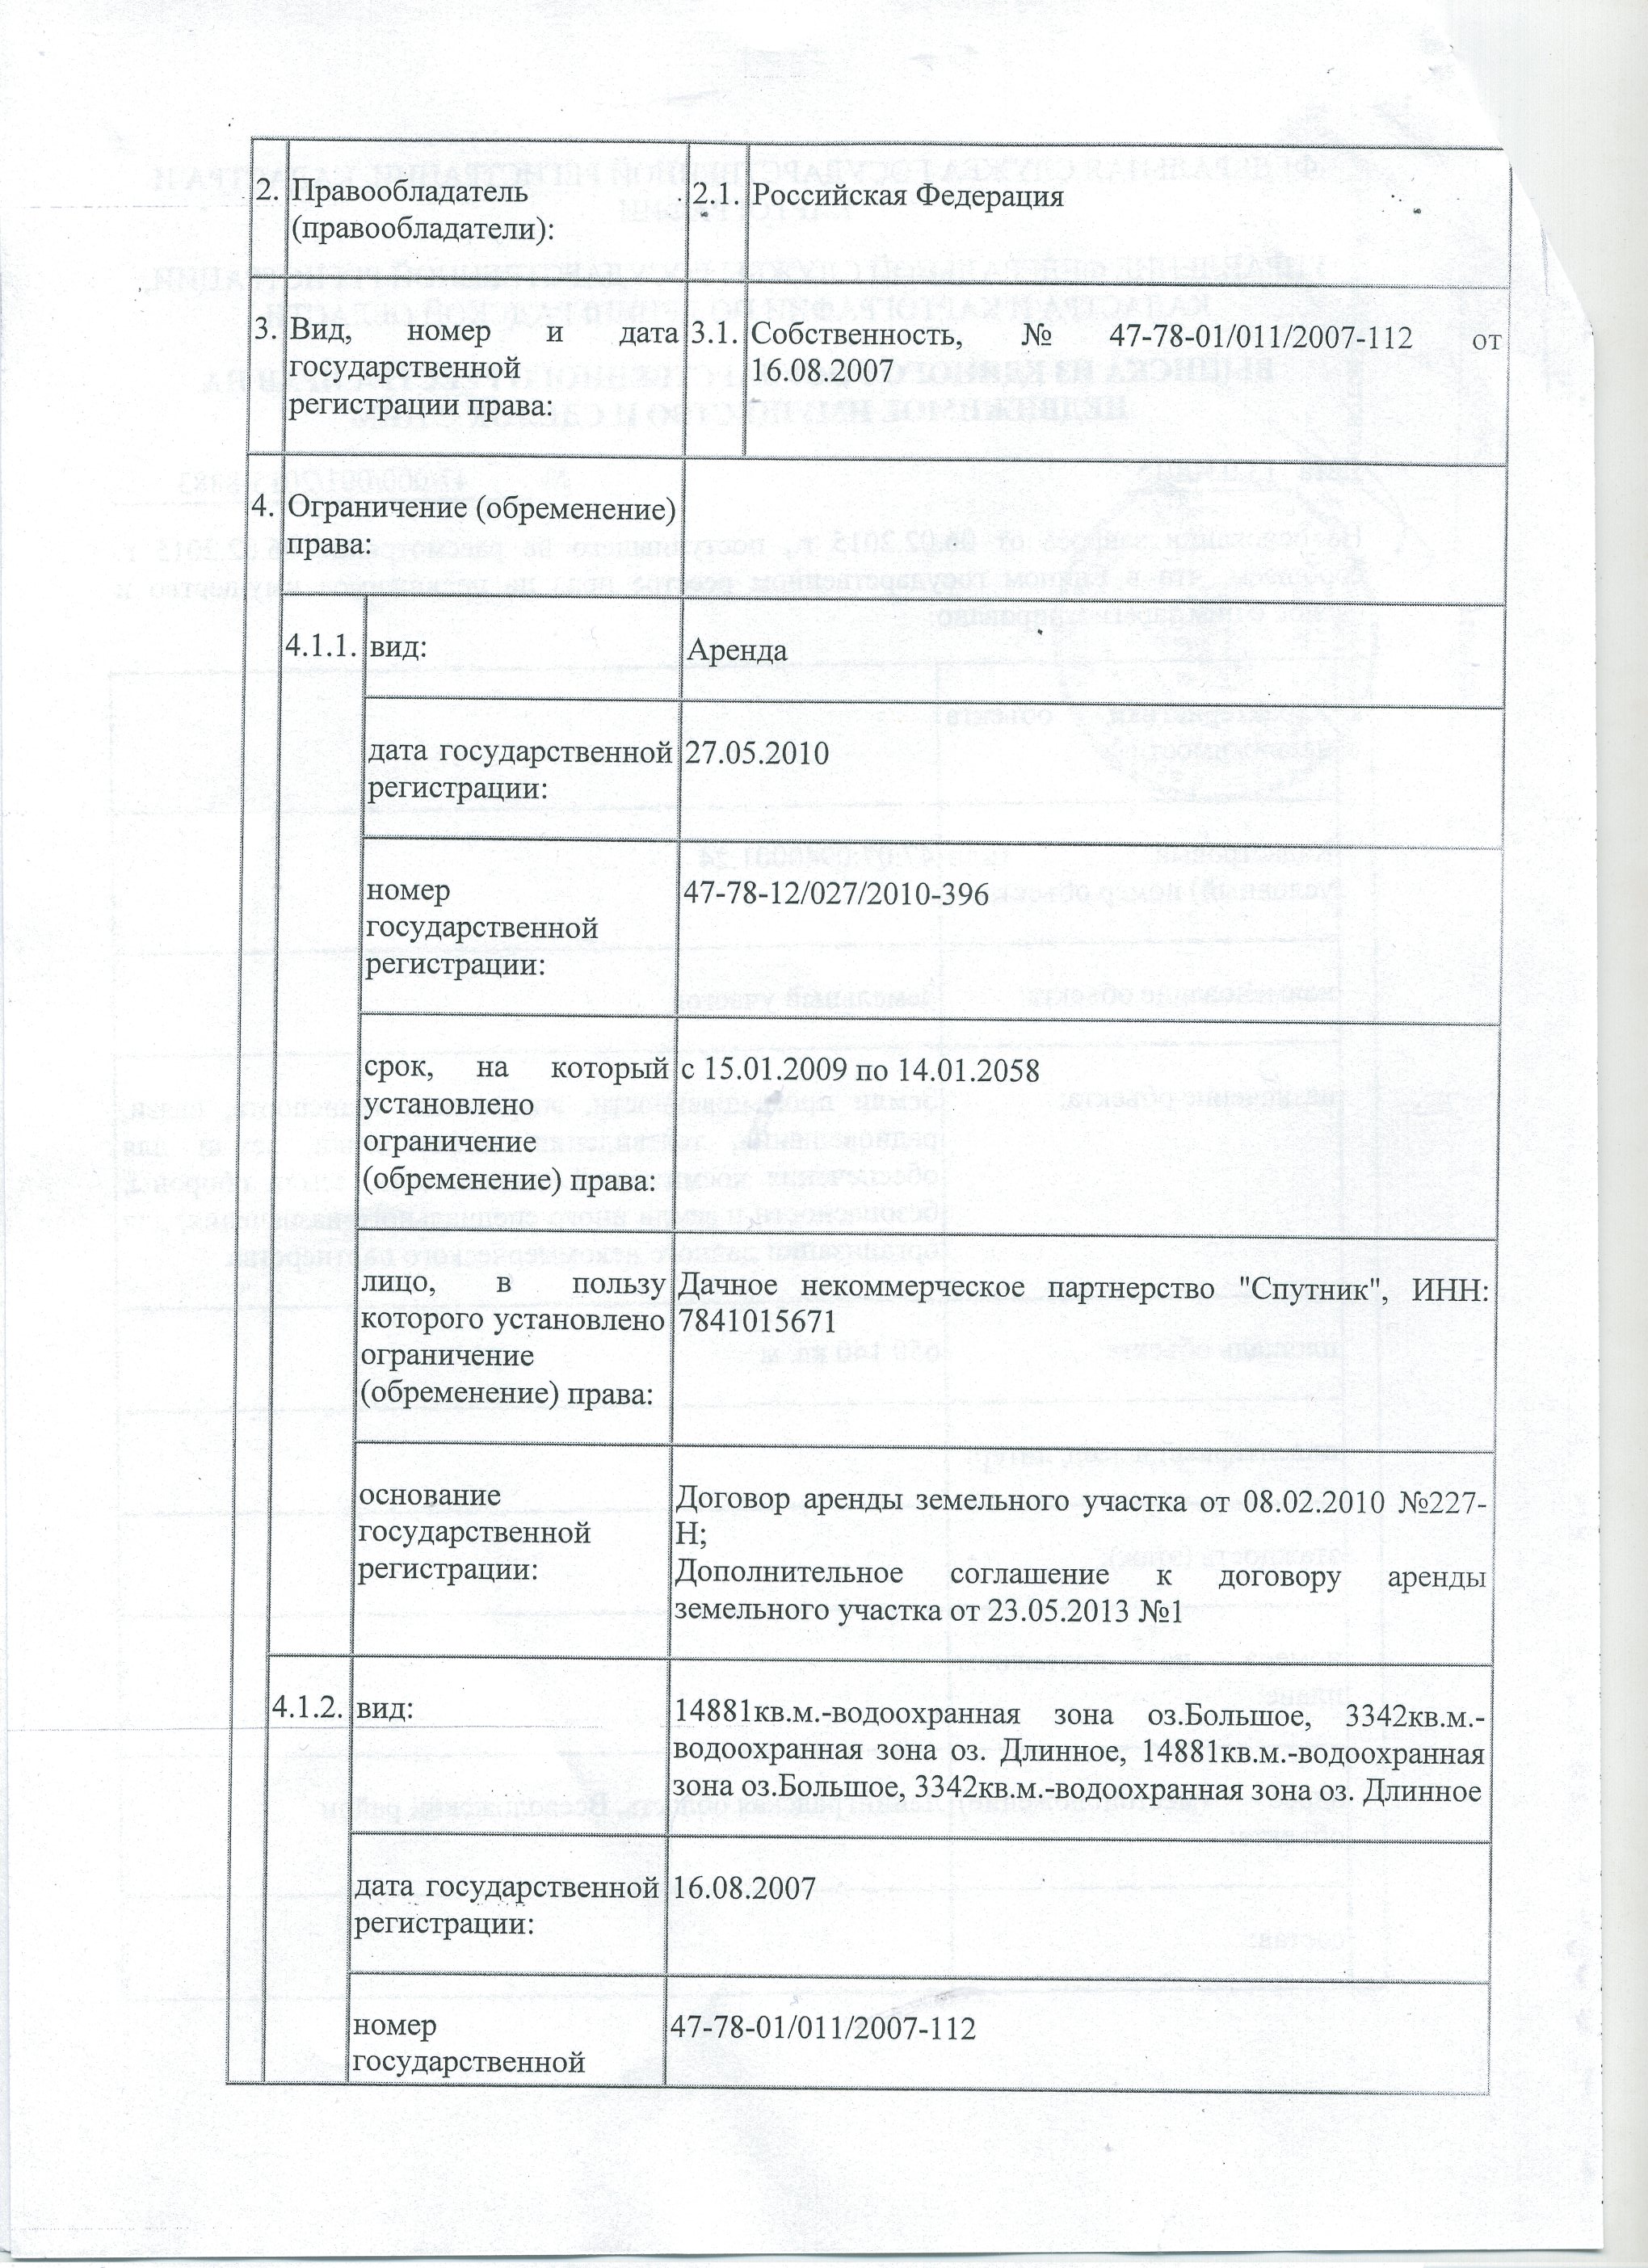 2. Правообладатель (правообладатели): 2.1. Российская Федерация
3. Вид, номер и дата государственной регистрации права: 3.1. Собственность, № 47-78-01/011/2007-112 от 16.08.2007
4. Ограничение (обременение) права:
4.1.1. вид: Аренда
дата государственной регистрации: 27.05.2010
номер государственной регистрации: 47-78-12/027/2010-396
срок, на который установлено ограничение (обременение) права: с 15.01.2009 по 14.01.2058
лицо, в пользу которого установлено ограничение (обременение) права: Дачное некоммерческое партнерство "Спутник", ИНН: 7841015671
основание государственной регистрации: Договор аренды земельного участка от 08.02.2010 №227-Н;
Дополнительное соглашение к договору аренды земельного участка от 23.05.2013 №1
4.1.2. вид: 14881кв.м.-водоохранная зона оз.Большое, 3342кв.м.-водоохранная зона оз. Длинное, 14881кв.м.-водоохранная зона оз.Большое, 3342кв.м.-водоохранная зона оз. Длинное
дата государственной регистрации: 16.08.2007
номер государственной 47-78-01/011/2007-112